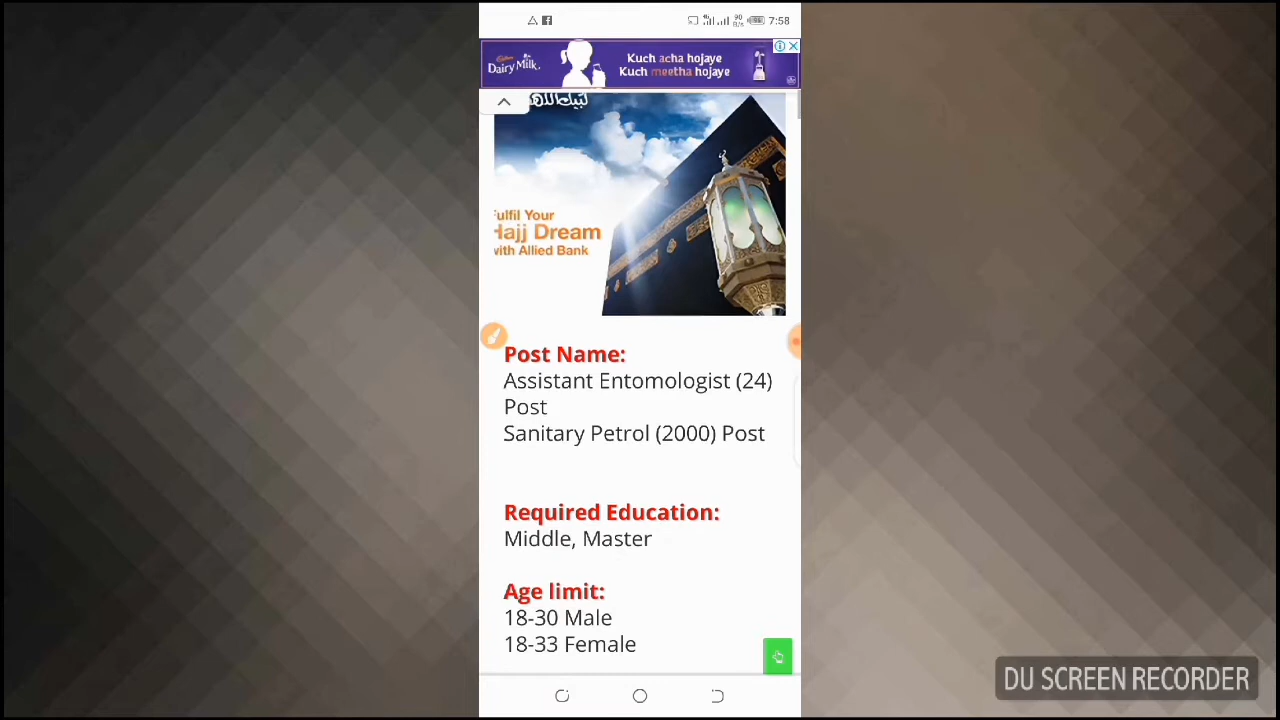 90
B/s
7:58
Cadbury
Dairy Milk.
Kuch acha hojaye
Kuch meetha hojaye
ulfil Your
Hajj Dream
with Allied Bank
Post Name:
Assistant Entomologist (24)
Post
Sanitary Petrol (2000) Post
Required Education:
Middle, Master
Age limit:
18-30 Male
18-33 Female
DU SCREEN RECORDER